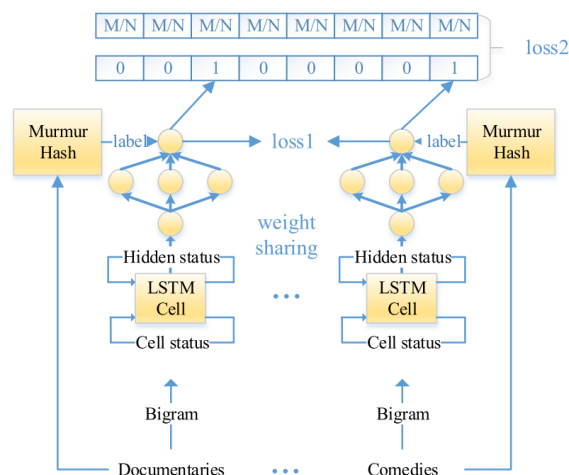 M/N M/N M/N M/N M/N M/N M/N M/N
loss2
0 0 1 0 0 0 0 1
Murmur Hash
label
loss1
label
Murmur Hash
weight sharing
Hidden status
Hidden status
LSTM Cell
...
LSTM Cell
Cell status
Cell status
Bigram
Bigram
Documentaries
...
Comedies